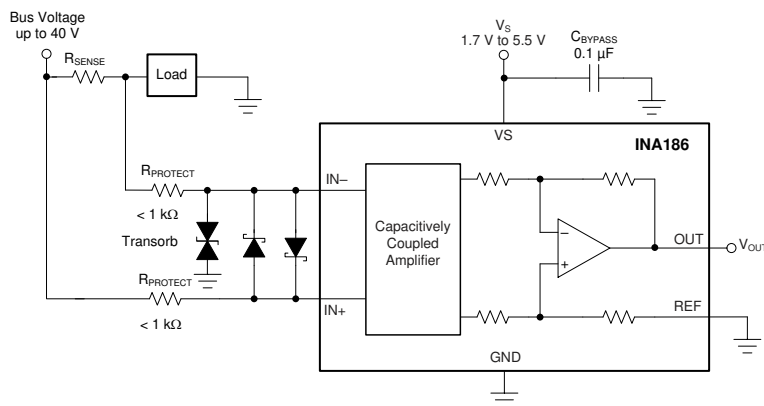 Bus Voltage
up to 40 V
RSENSE
Load
VS
1.7 V to 5.5 V
CBYPASS
0.1 µF
VS
INA186
RPROTECT
< 1 kΩ
Transorb
IN–
Capacitively
Coupled
Amplifier
–
+
OUT
VOUT
RPROTECT
< 1 kΩ
IN+
REF
GND